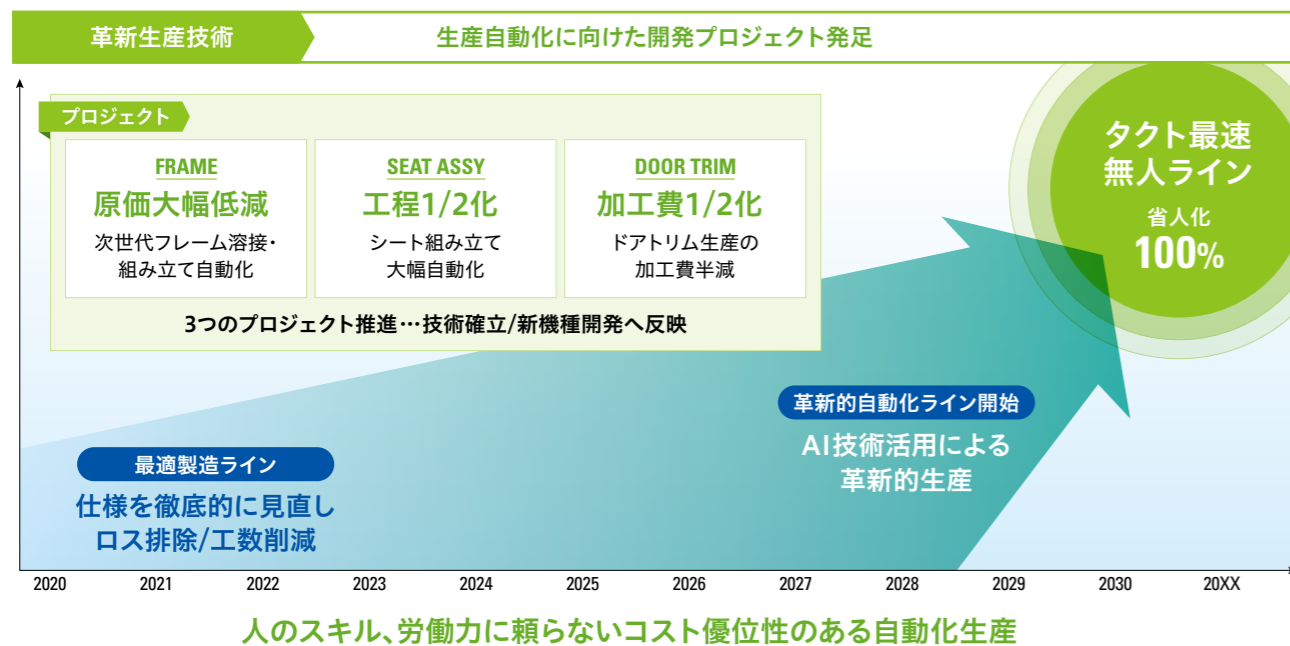 革新生産技術
生産自動化に向けた開発プロジェクト発足
プロジェクト
FRAME
原価大幅低減
次世代フレーム溶接・
組み立て自動化
SEAT ASSY
工程1/2化
シート組み立て
大幅自動化
DOOR TRIM
加工費1/2化
ドアトリム生産の
加工費半減
3つのプロジェクト推進…技術確立/新機種開発へ反映
タクト最速
無人ライン
省人化
100%
革新的自動化ライン開始
AI技術活用による
革新的生産
最適製造ライン
仕様を徹底的に見直し
ロス排除/工数削減
2020 2021 2022 2023 2024 2025 2026 2027 2028 2029 2030 20XX
人のスキル、労働力に頼らないコスト優位性のある自動化生産